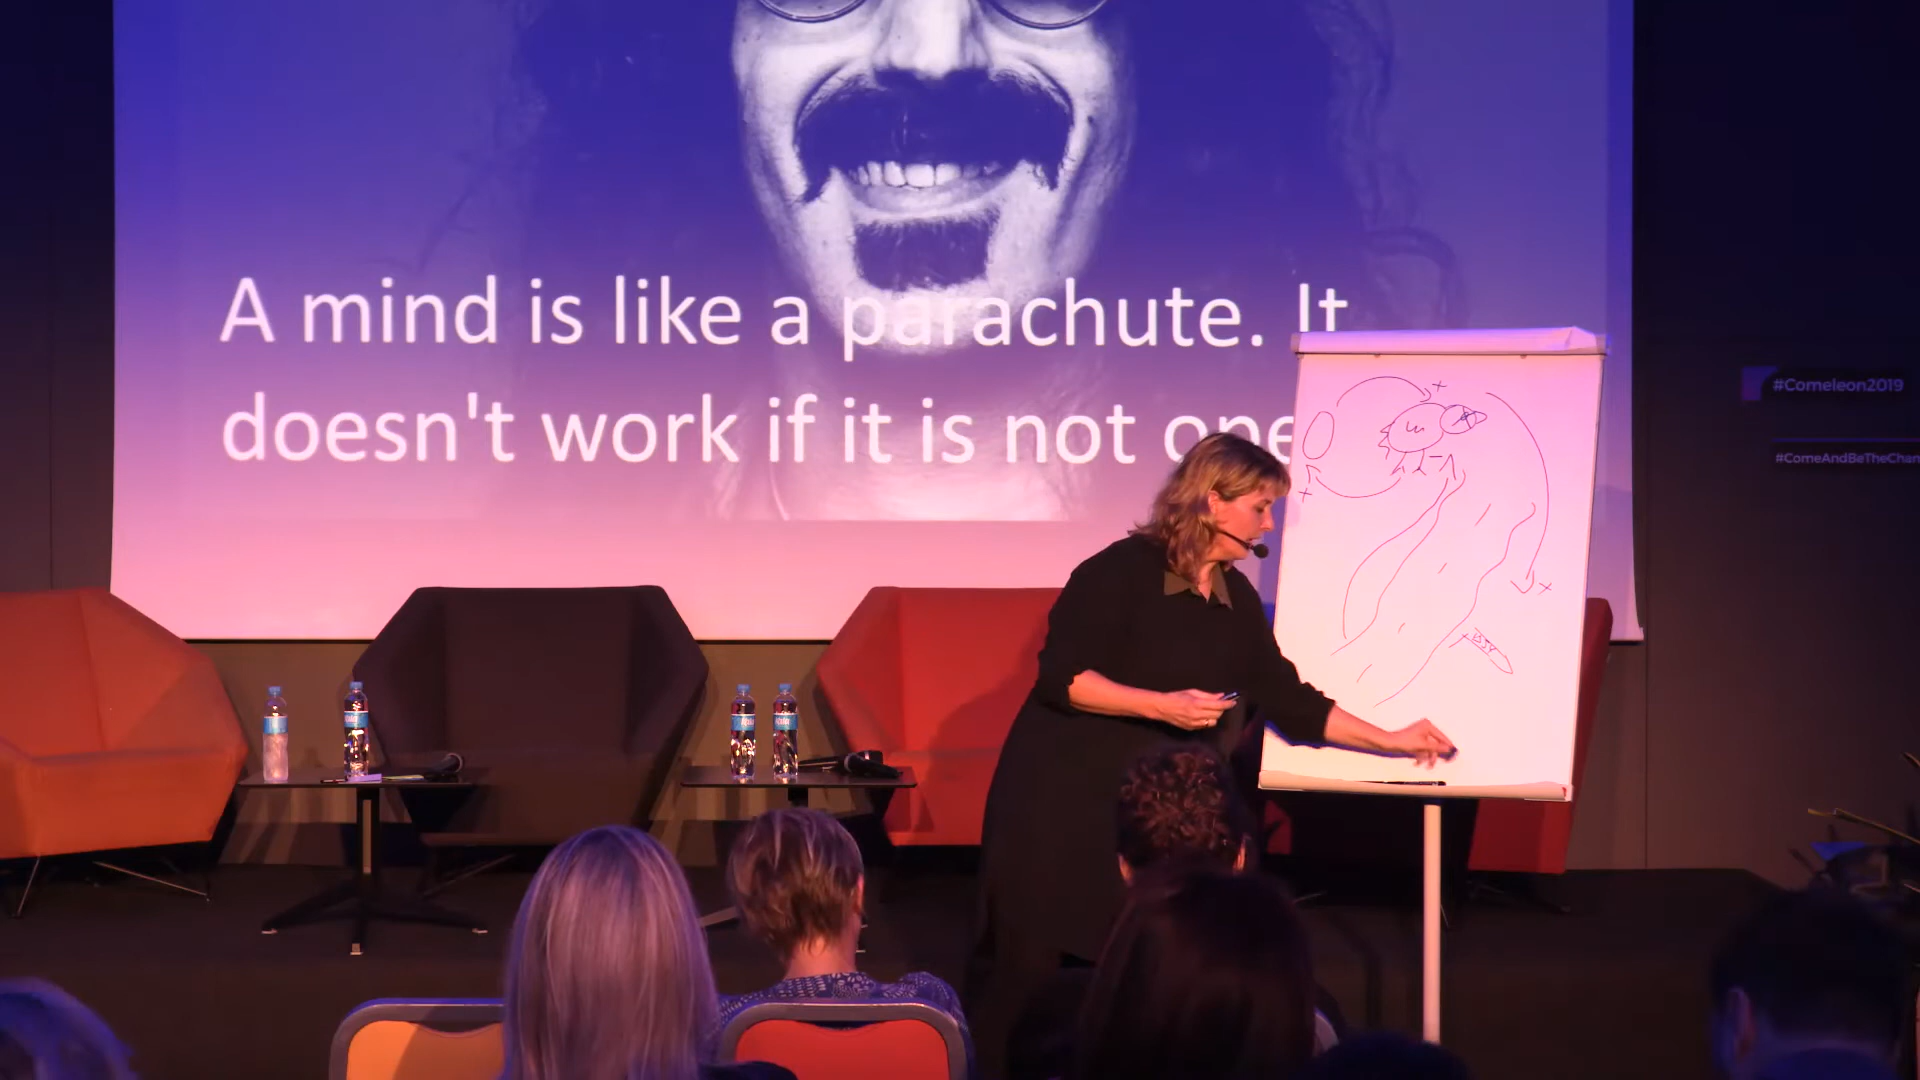 A mind is like a parachute. It
doesn't work if it is not ope
#Comeleon2019
#ComeAndBeTheChan